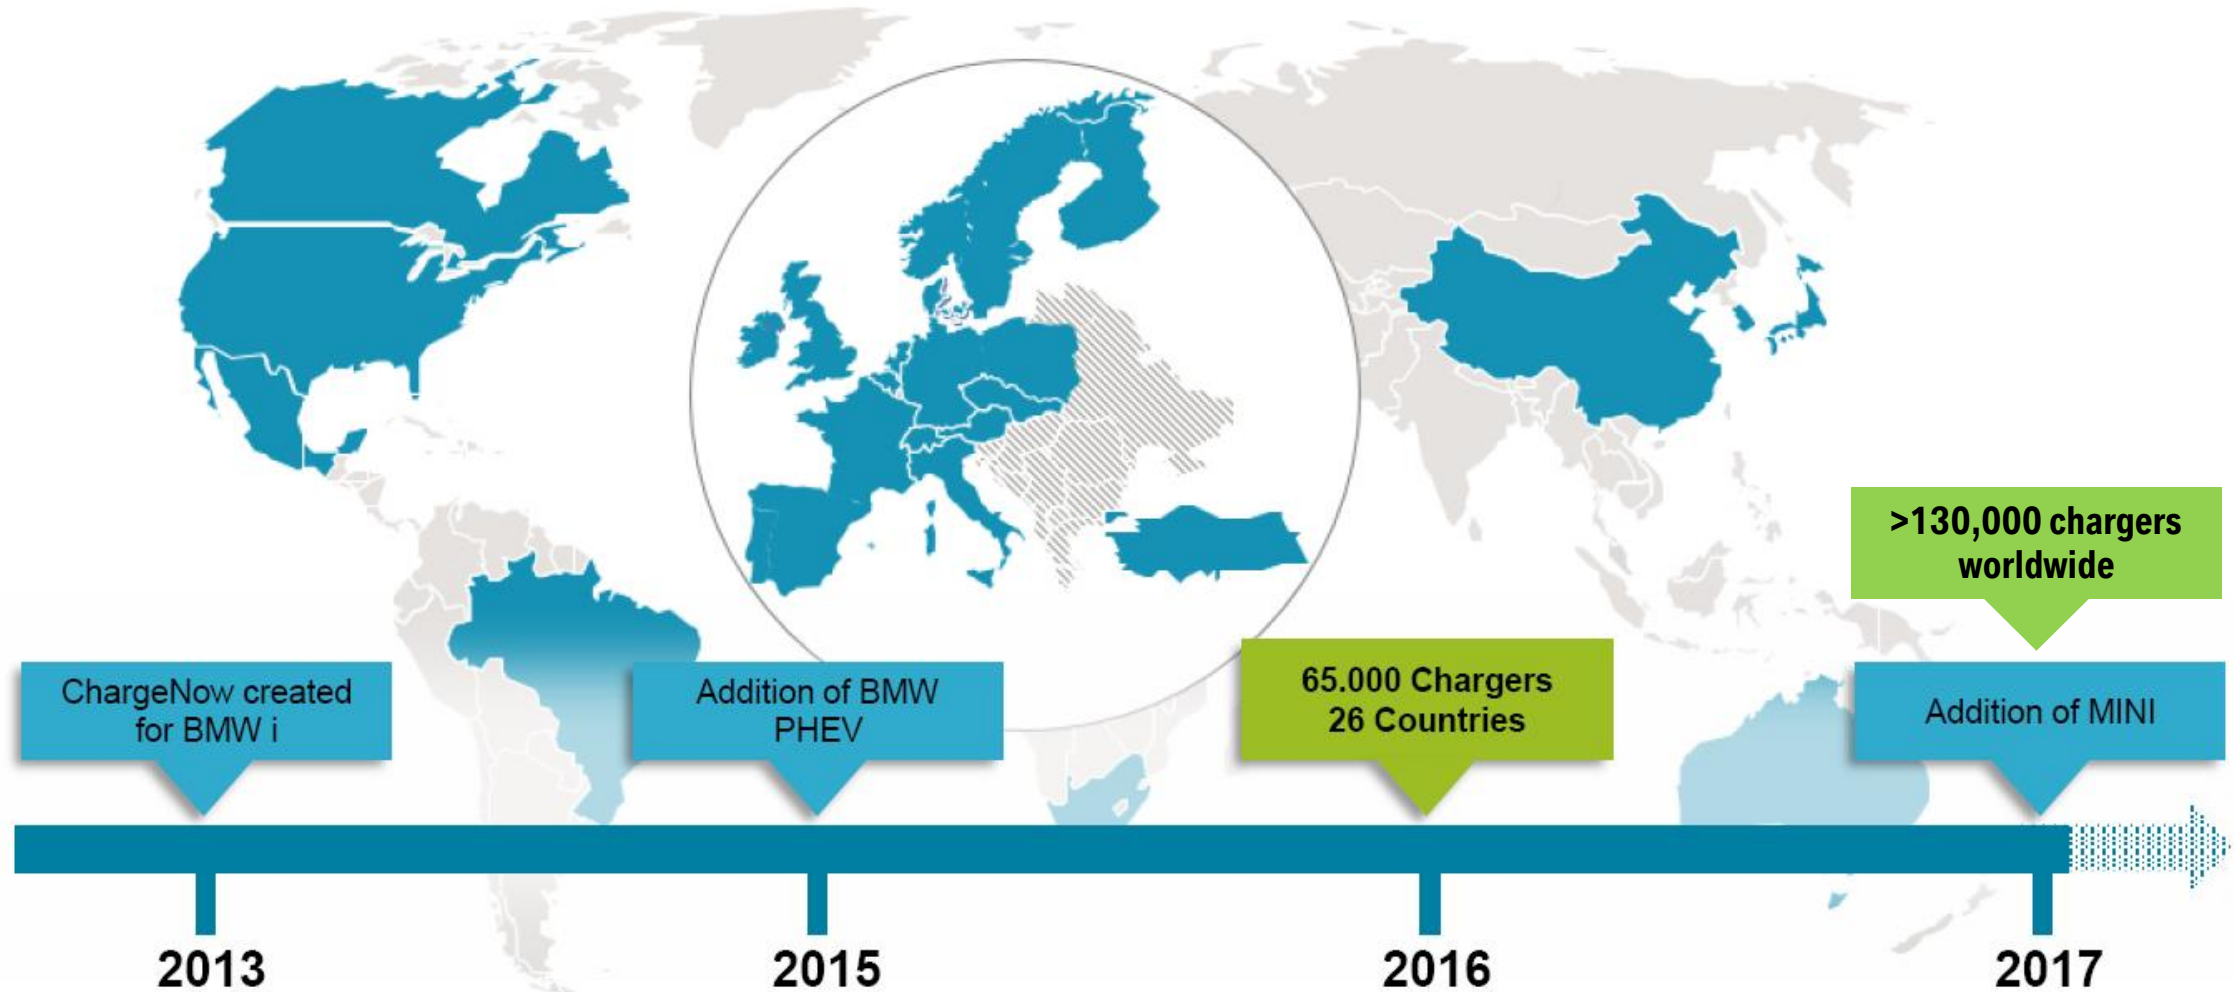 >130,000 chargers
worldwide
ChargeNow created
for BMW i
Addition of BMW
PHEV
65.000 Chargers
26 Countries
Addition of MINI
2013
2015
2016
2017